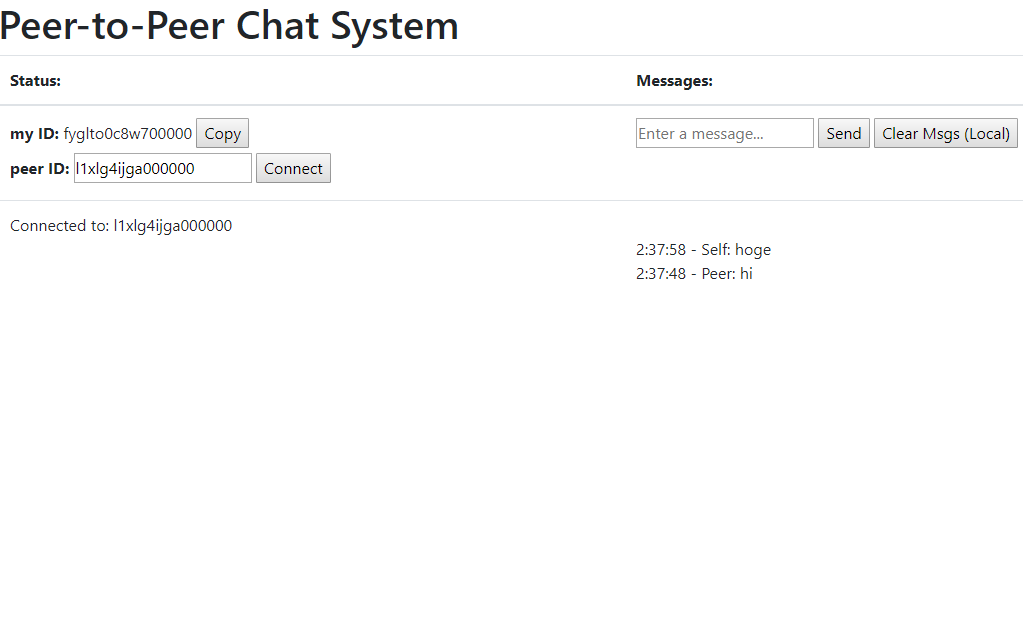 Peer-to-Peer Chat System
Status:
Messages:
my ID: fyglto0c8w700000 Copy
Enter a message... Send Clear Msgs (Local)
peer ID: l1xlg4ijga000000 Connect
Connected to: l1xlg4ijga000000
2:37:58 - Self: hoge
2:37:48 - Peer: hi